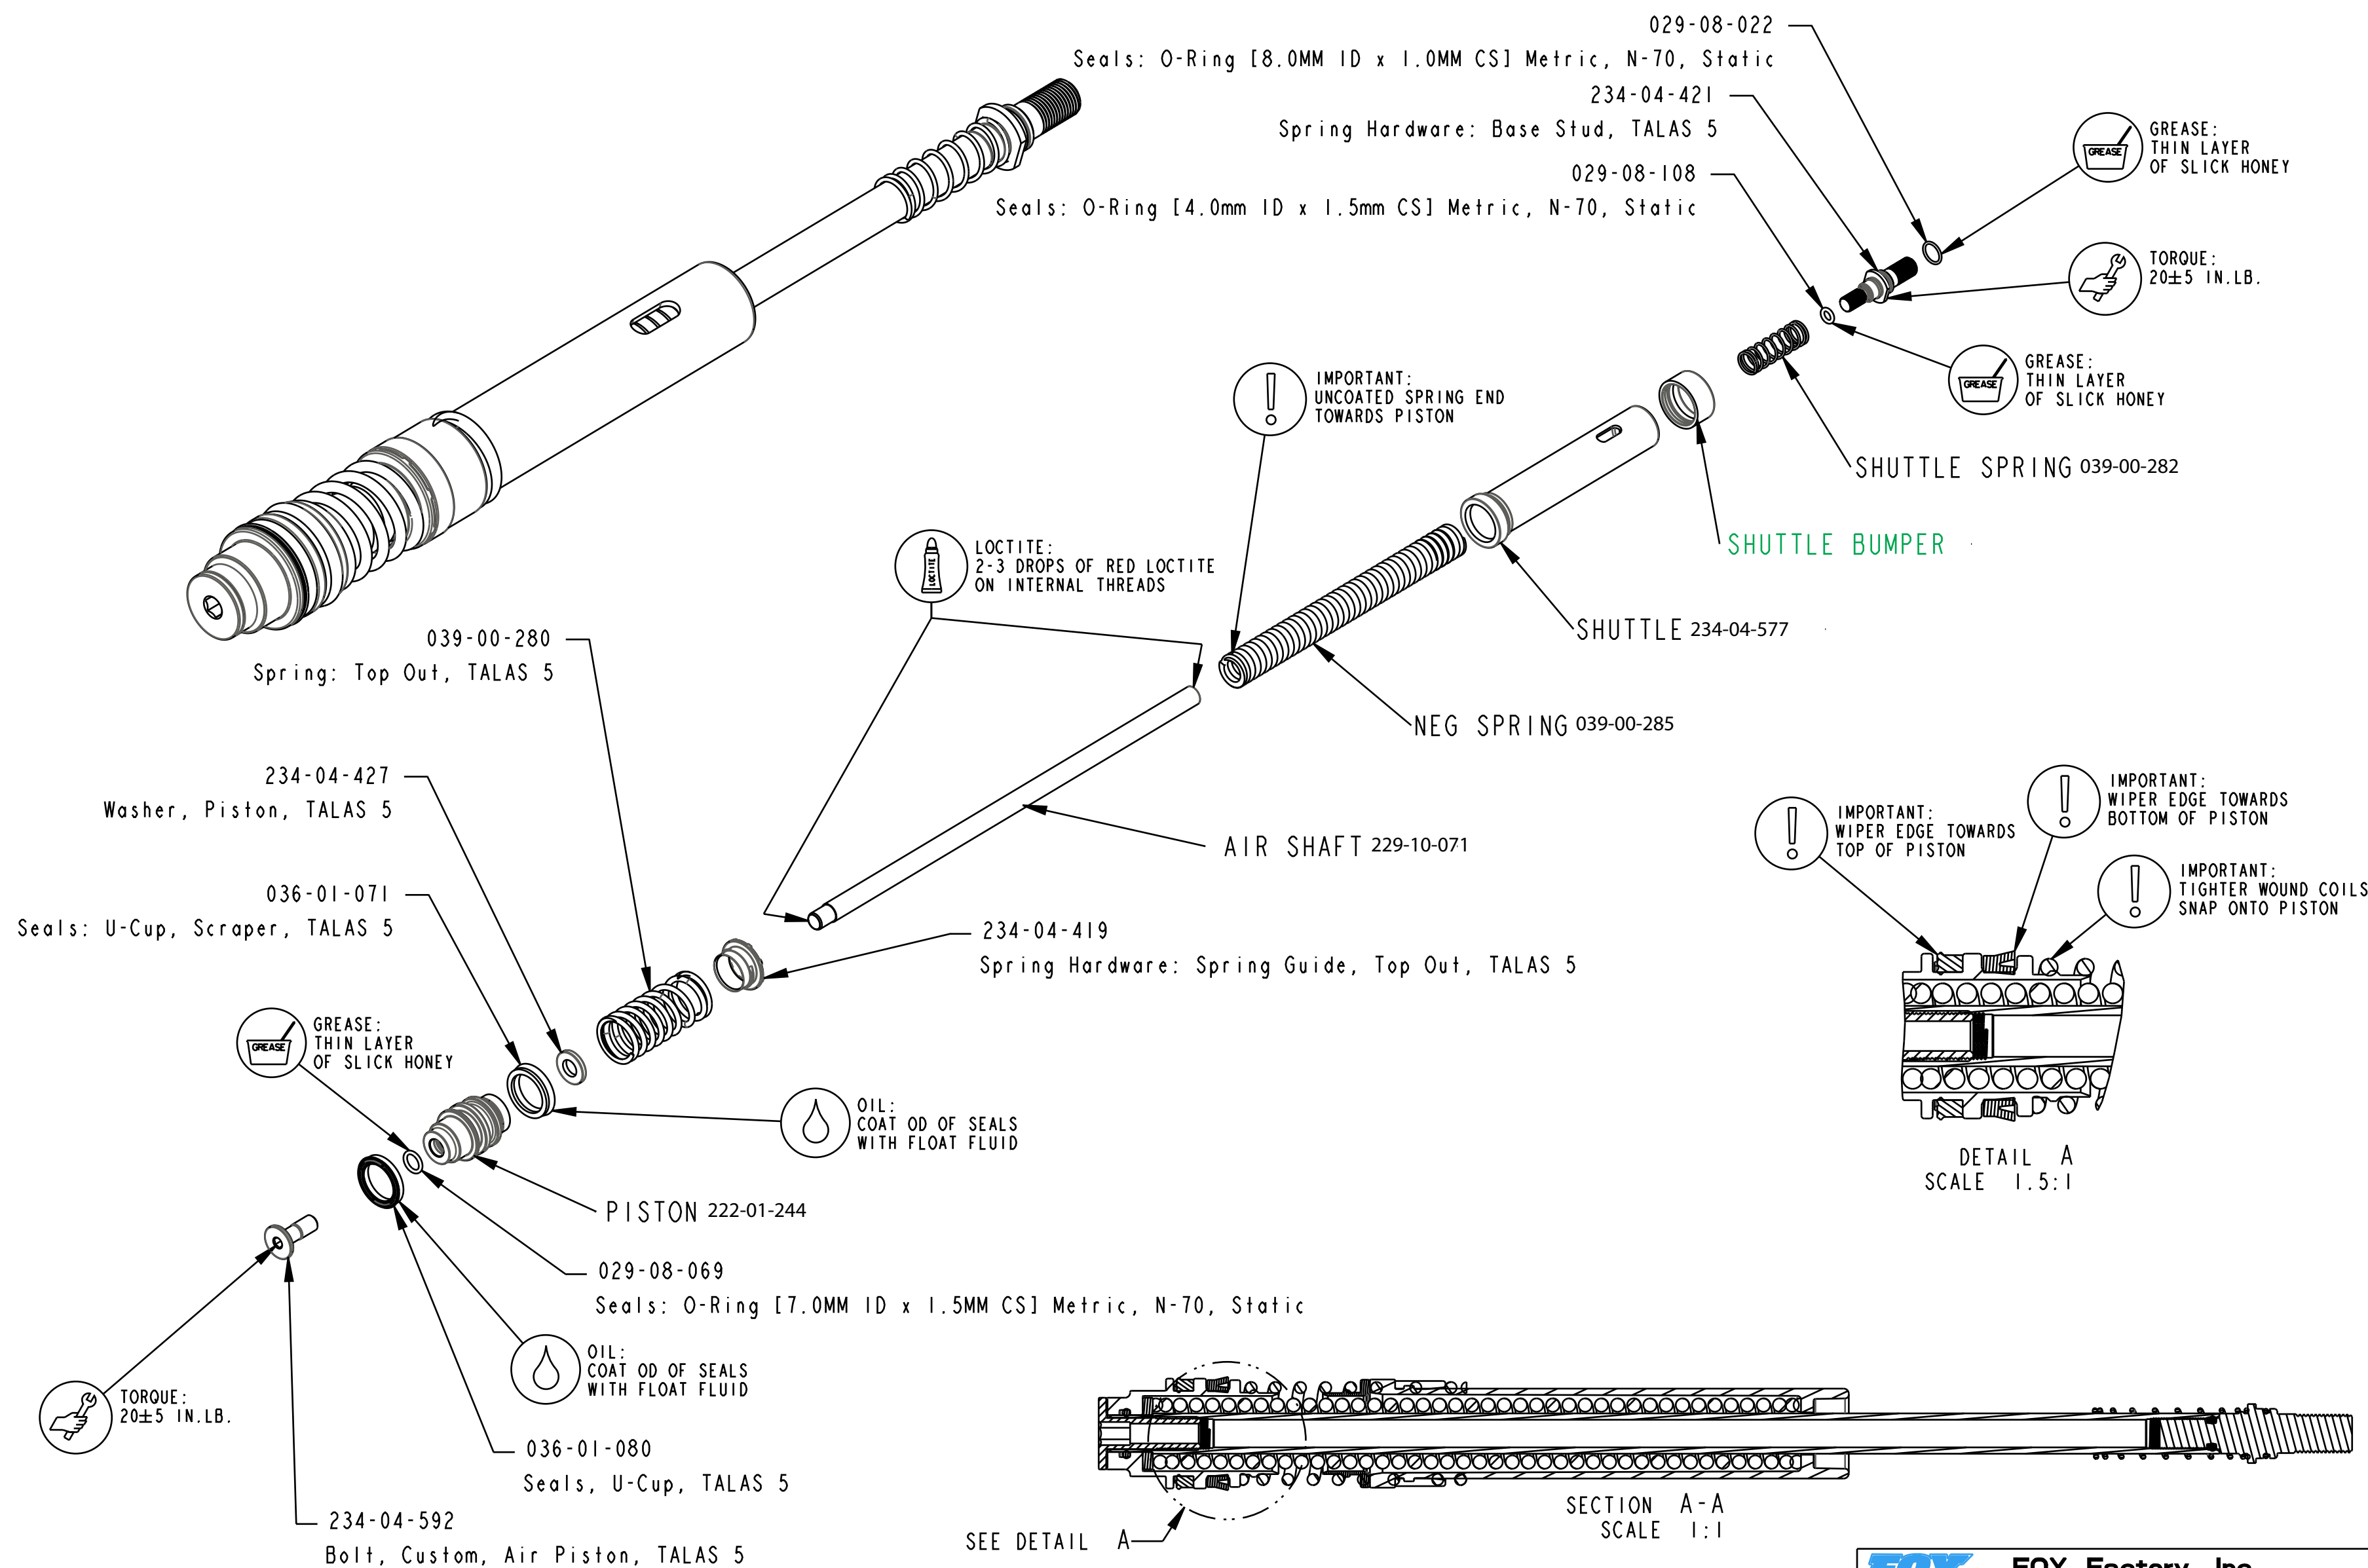 029-08-022
Seals: O-Ring [8.0MM ID x 1.0MM CS] Metric, N-70, Static
234-04-421
Spring Hardware: Base Stud, TALAS 5
029-08-108
Seals: O-Ring [4.0mm ID x 1.5mm CS] Metric, N-70, Static
GREASE
GREASE:
THIN LAYER
OF SLICK HONEY
TORQUE:
20±5 IN.LB.
GREASE
GREASE:
THIN LAYER
OF SLICK HONEY
IMPORTANT:
UNCOATED SPRING END
TOWARDS PISTON
SHUTTLE SPRING 039-00-282
SHUTTLE BUMPER
LOCTITE
LOCTITE:
2-3 DROPS OF RED LOCTITE
ON INTERNAL THREADS
SHUTTLE 234-04-577
039-00-280
Spring: Top Out, TALAS 5
NEG SPRING 039-00-285
234-04-427
Washer, Piston, TALAS 5
AIR SHAFT 229-10-071
IMPORTANT:
WIPER EDGE TOWARDS
TOP OF PISTON
IMPORTANT:
WIPER EDGE TOWARDS
BOTTOM OF PISTON
IMPORTANT:
TIGHTER WOUND COILS
SNAP ONTO PISTON
036-01-071
Seals: U-Cup, Scraper, TALAS 5
234-04-419
Spring Hardware: Spring Guide, Top Out, TALAS 5
GREASE
GREASE:
THIN LAYER
OF SLICK HONEY
OIL:
COAT OD OF SEALS
WITH FLOAT FLUID
DETAIL A
SCALE 1.5:1
PISTON 222-01-244
029-08-069
Seals: O-Ring [7.0MM ID x 1.5MM CS] Metric, N-70, Static
OIL:
COAT OD OF SEALS
WITH FLOAT FLUID
TORQUE:
20±5 IN.LB.
036-01-080
Seals, U-Cup, TALAS 5
234-04-592
Bolt, Custom, Air Piston, TALAS 5
SEE DETAIL A
SECTION A-A
SCALE 1:1
FOX FOX Factory, Inc.